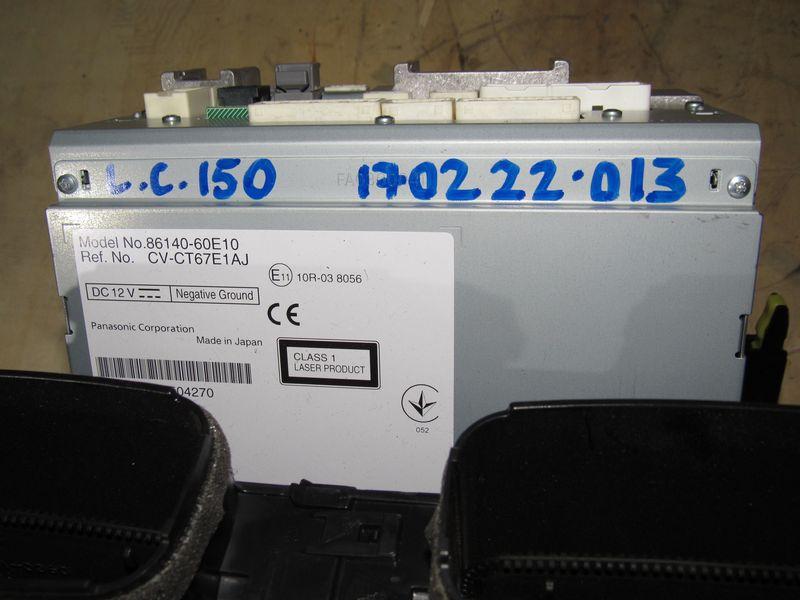 L.C.150 170222.013
Model No.86140-60E10
Ref. No. CV-CT67E1AJ
E11 10R-03 8056
DC 12 V Negative Ground
CE
Panasonic Corporation
Made in Japan
CLASS 1
LASER PRODUCT
04270
052